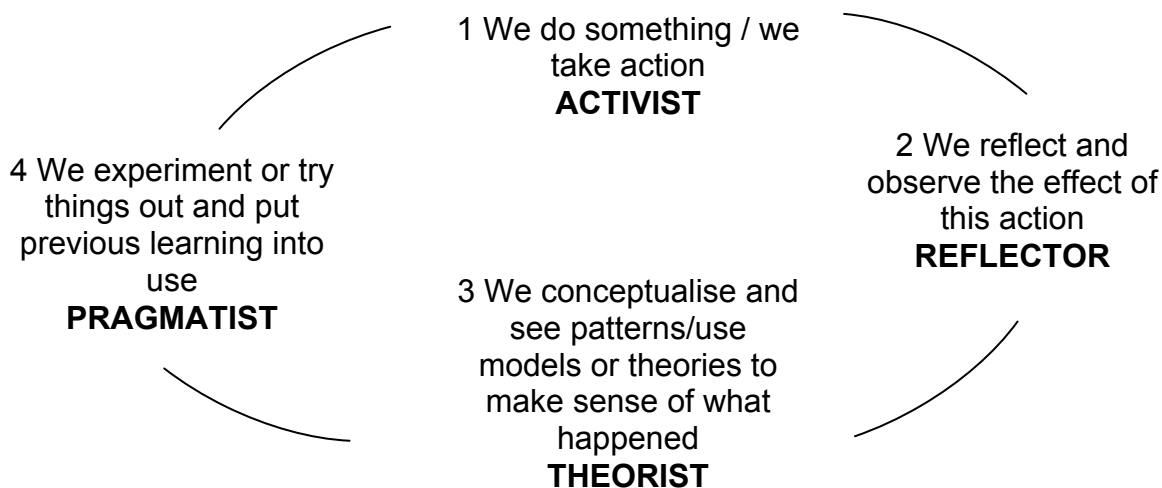 1 We do something / we
take action
ACTIVIST
2 We reflect and
observe the effect of
this action
REFLECTOR
3 We conceptualise and
see patterns/use
models or theories to
make sense of what
happened
THEORIST
4 We experiment or try
things out and put
previous learning into
use
PRAGMATIST